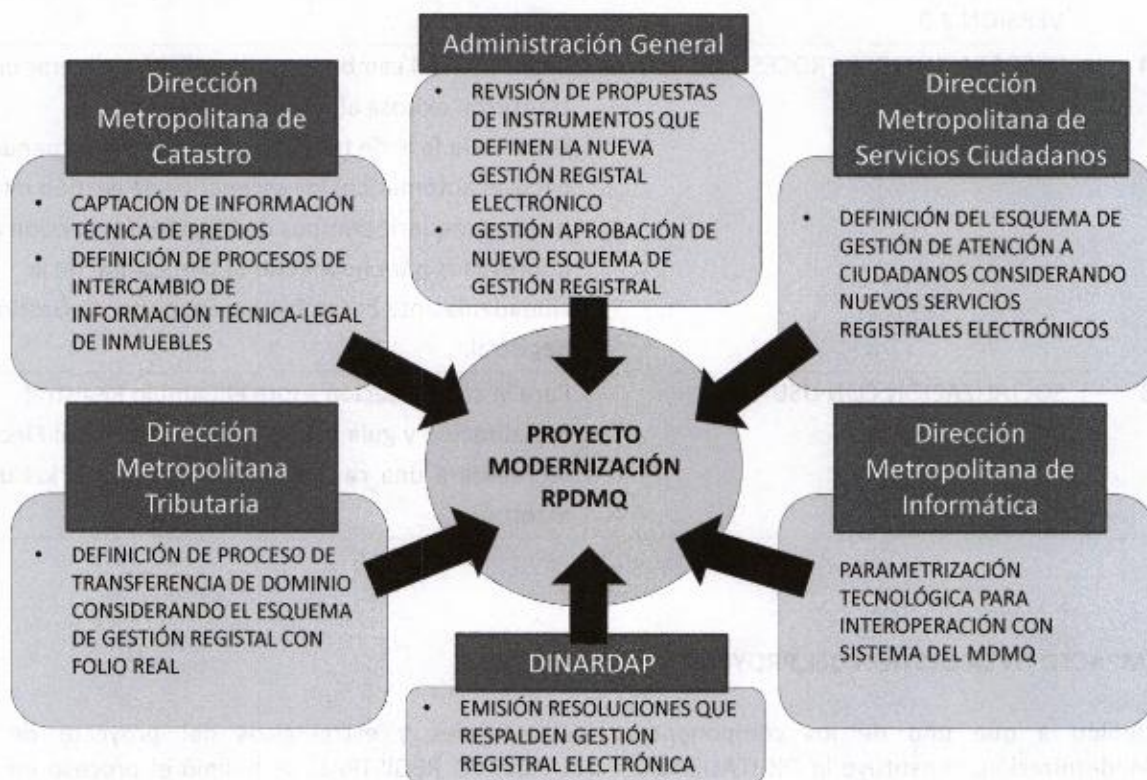 Administración General
• REVISIÓN DE PROPUESTAS
DE INSTRUMENTOS QUE
DEFINEN LA NUEVA
GESTIÓN REGISTAL
ELECTRÓNICO
• GESTIÓN APROBACIÓN DE
NUEVO ESQUEMA DE
GESTIÓN REGISTRAL
Dirección
Metropolitana de
Catastro
• CAPTACIÓN DE INFORMACIÓN
TÉCNICA DE PREDIOS
• DEFINICIÓN DE PROCESOS DE
INTERCAMBIO DE
INFORMACIÓN TÉCNICA-LEGAL
DE INMUEBLES
Dirección
Metropolitana de
Servicios Ciudadanos
• DEFINICIÓN DEL ESQUEMA DE
GESTIÓN DE ATENCIÓN A
CIUDADANOS CONSIDERANDO
NUEVOS SERVICIOS
REGISTRALES ELECTRÓNICOS
PROYECTO
MODERNIZACIÓN
RPDMQ
Dirección
Metropolitana
Tributaria
• DEFINICIÓN DE PROCESO DE
TRANSFERENCIA DE DOMINIO
CONSIDERANDO EL ESQUEMA
DE GESTIÓN REGISTAL CON
FOLIO REAL
Dirección
Metropolitana de
Informática
PARAMETRIZACIÓN
TECNOLÓGICA PARA
INTEROPERACIÓN CON
SISTEMA DEL MDMQ
DINARDAP
• EMISIÓN RESOLUCIONES QUE
RESPALDEN GESTIÓN
REGISTRAL ELECTRÓNICA